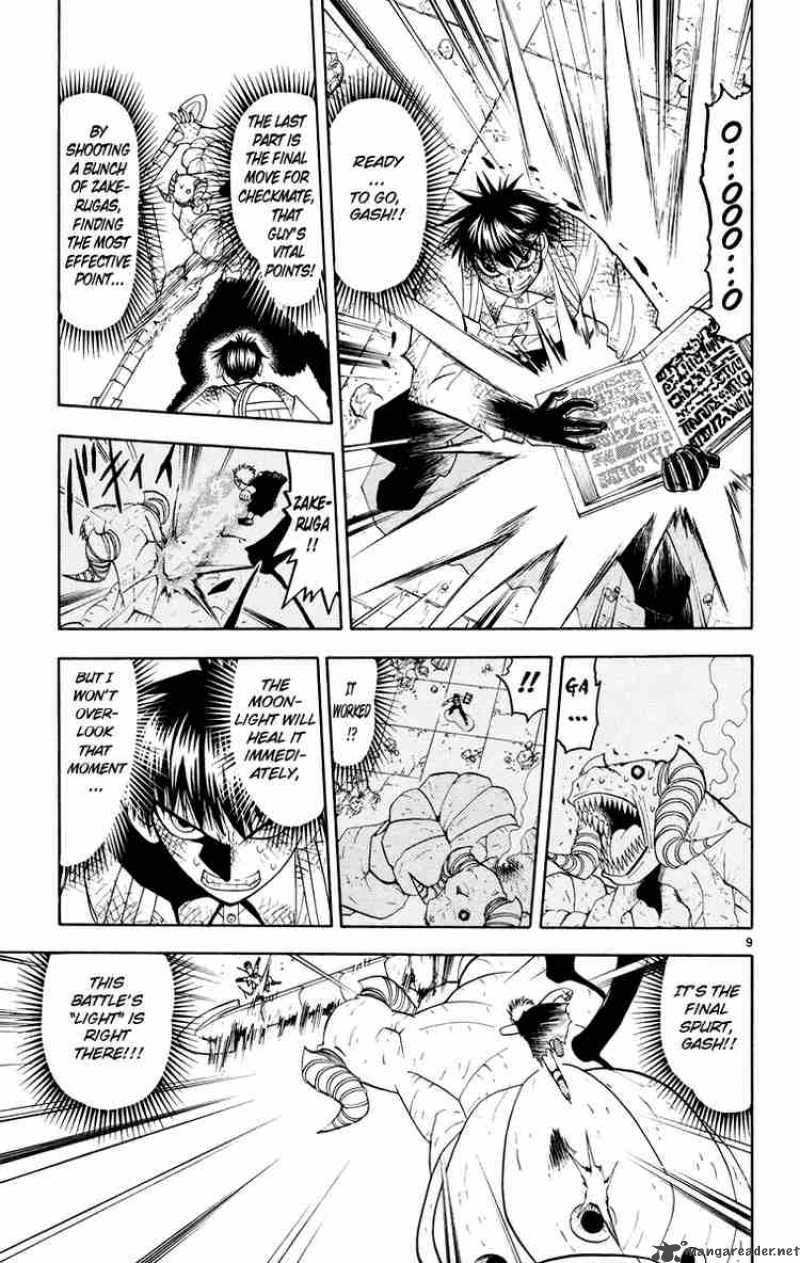 O...OOO...O
READY
...
TO GO,
GASH!!
THE LAST
PART IS
THE FINAL
MOVE FOR
CHECKMATE,
THAT
GUY'S
VITAL
POINTS!
BY
SHOOTING
A BUNCH
OF ZAKE-
RUGAS,
FINDING
THE MOST
EFFECTIVE
POINT...
ZAKE-
RUGA
!!
GA
...
!!
IT
WORKED
!?
THE
MOON-
LIGHT WILL
HEAL IT
IMMEDI-
ATELY,
BUT I
WON'T
OVER-
LOOK
THAT
MOMENT
...
9
IT'S THE
FINAL
SPURT,
GASH!!
THIS
BATTLE'S
"LIGHT" IS
RIGHT
THERE!!!
mangareader.net